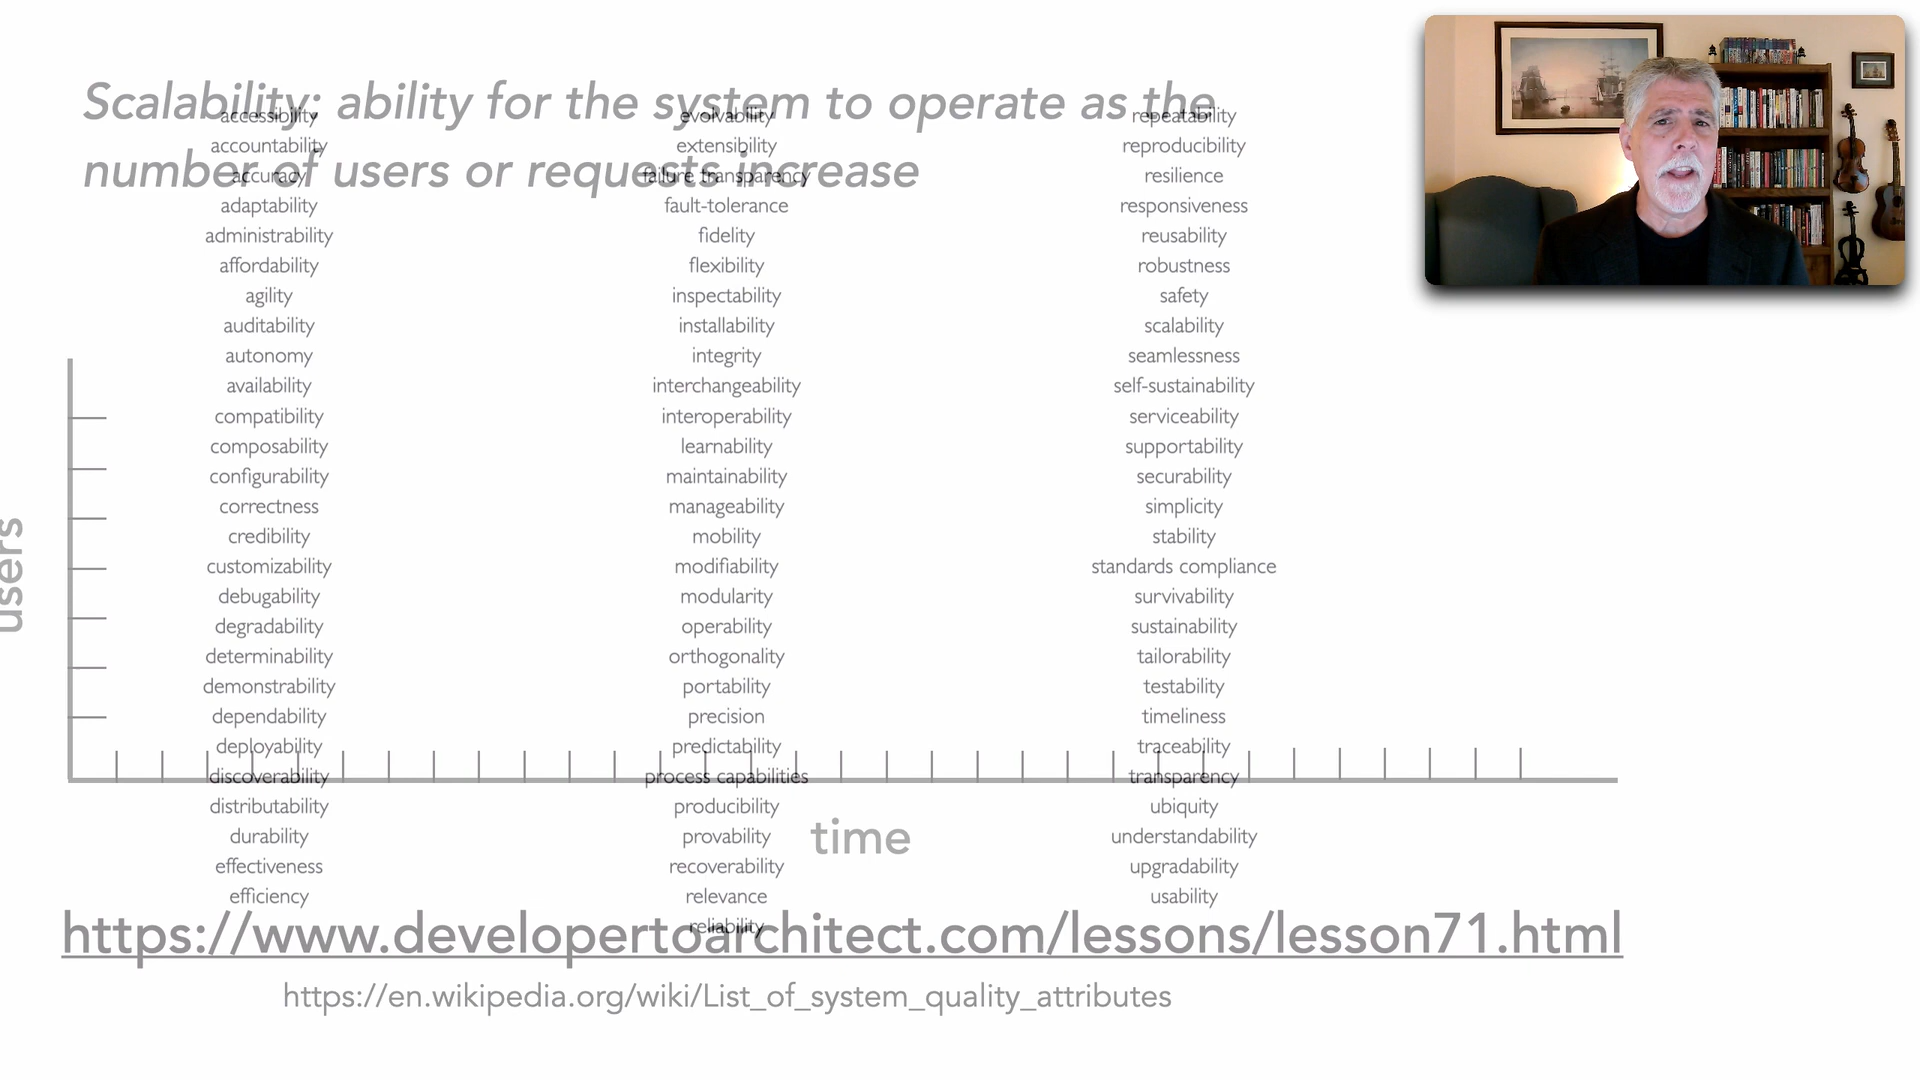 Scalability: ability for the system to operate as the
number of users or requests increase
accessibility
accountability
accuracy
adaptability
administrability
affordability
agility
auditability
autonomy
availability
compatibility
composability
configurability
correctness
credibility
customizability
debugability
degradability
determinability
demonstrability
dependability
deployability
discoverability
distributability
durability
effectiveness
efficiency
evolvability
extensibility
failure transparency
fault-tolerance
fidelity
flexibility
inspectability
installability
integrity
interchangeability
interoperability
learnability
maintainability
manageability
mobility
modifiability
modularity
operability
orthogonality
portability
precision
predictability
process capabilities
producibility
provability
recoverability
relevance
reliability
repeatability
reproducibility
resilience
responsiveness
reusability
robustness
safety
scalability
seamlessness
self-sustainability
serviceability
supportability
securability
simplicity
stability
standards compliance
survivability
sustainability
tailorability
testability
timeliness
traceability
transparency
ubiquity
understandability
upgradability
usability
users
time
https://www.developertoarchitect.com/lessons/lesson71.html
https://en.wikipedia.org/wiki/List_of_system_quality_attributes